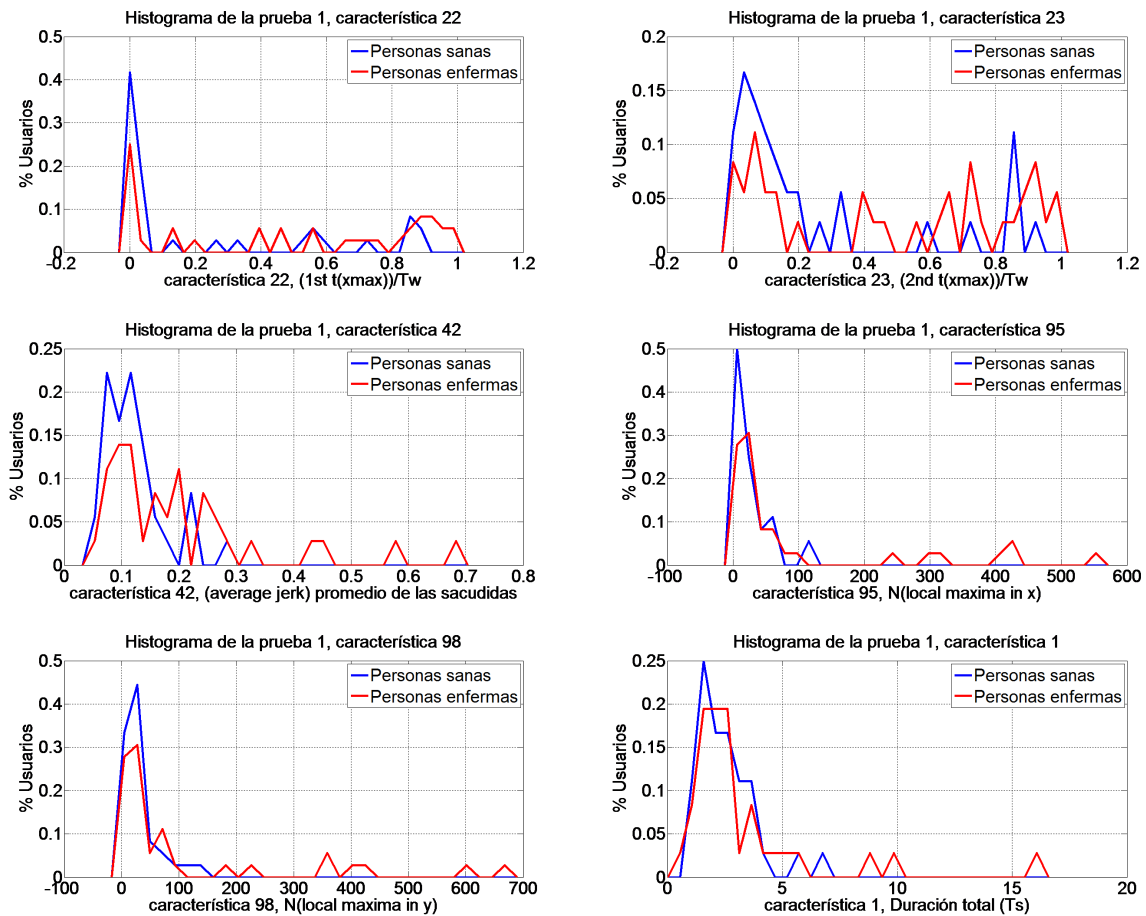 Histograma de la prueba 1, característica 22
0.5
0.4
0.3
0.2
0.1
0
-0.2
0
0.2
0.4
0.6
0.8
1
1.2
% Usuarios
característica 22, (1st t(xmax))/Tw
Personas sanas
Personas enfermas
Histograma de la prueba 1, característica 23
0.2
0.15
0.1
0.05
0
-0.2
0
0.2
0.4
0.6
0.8
1
1.2
% Usuarios
característica 23, (2nd t(xmax))/Tw
Personas sanas
Personas enfermas
Histograma de la prueba 1, característica 42
0.25
0.2
0.15
0.1
0.05
0
0
0.1
0.2
0.3
0.4
0.5
0.6
0.7
0.8
% Usuarios
característica 42, (average jerk) promedio de las sacudidas
Personas sanas
Personas enfermas
Histograma de la prueba 1, característica 95
0.5
0.4
0.3
0.2
0.1
0
-100
0
100
200
300
400
500
600
% Usuarios
característica 95, N(local maxima in x)
Personas sanas
Personas enfermas
Histograma de la prueba 1, característica 98
0.5
0.4
0.3
0.2
0.1
0
-100
0
100
200
300
400
500
600
700
% Usuarios
característica 98, N(local maxima in y)
Personas sanas
Personas enfermas
Histograma de la prueba 1, característica 1
0.25
0.2
0.15
0.1
0.05
0
0
5
10
15
20
% Usuarios
característica 1, Duración total (Ts)
Personas sanas
Personas enfermas